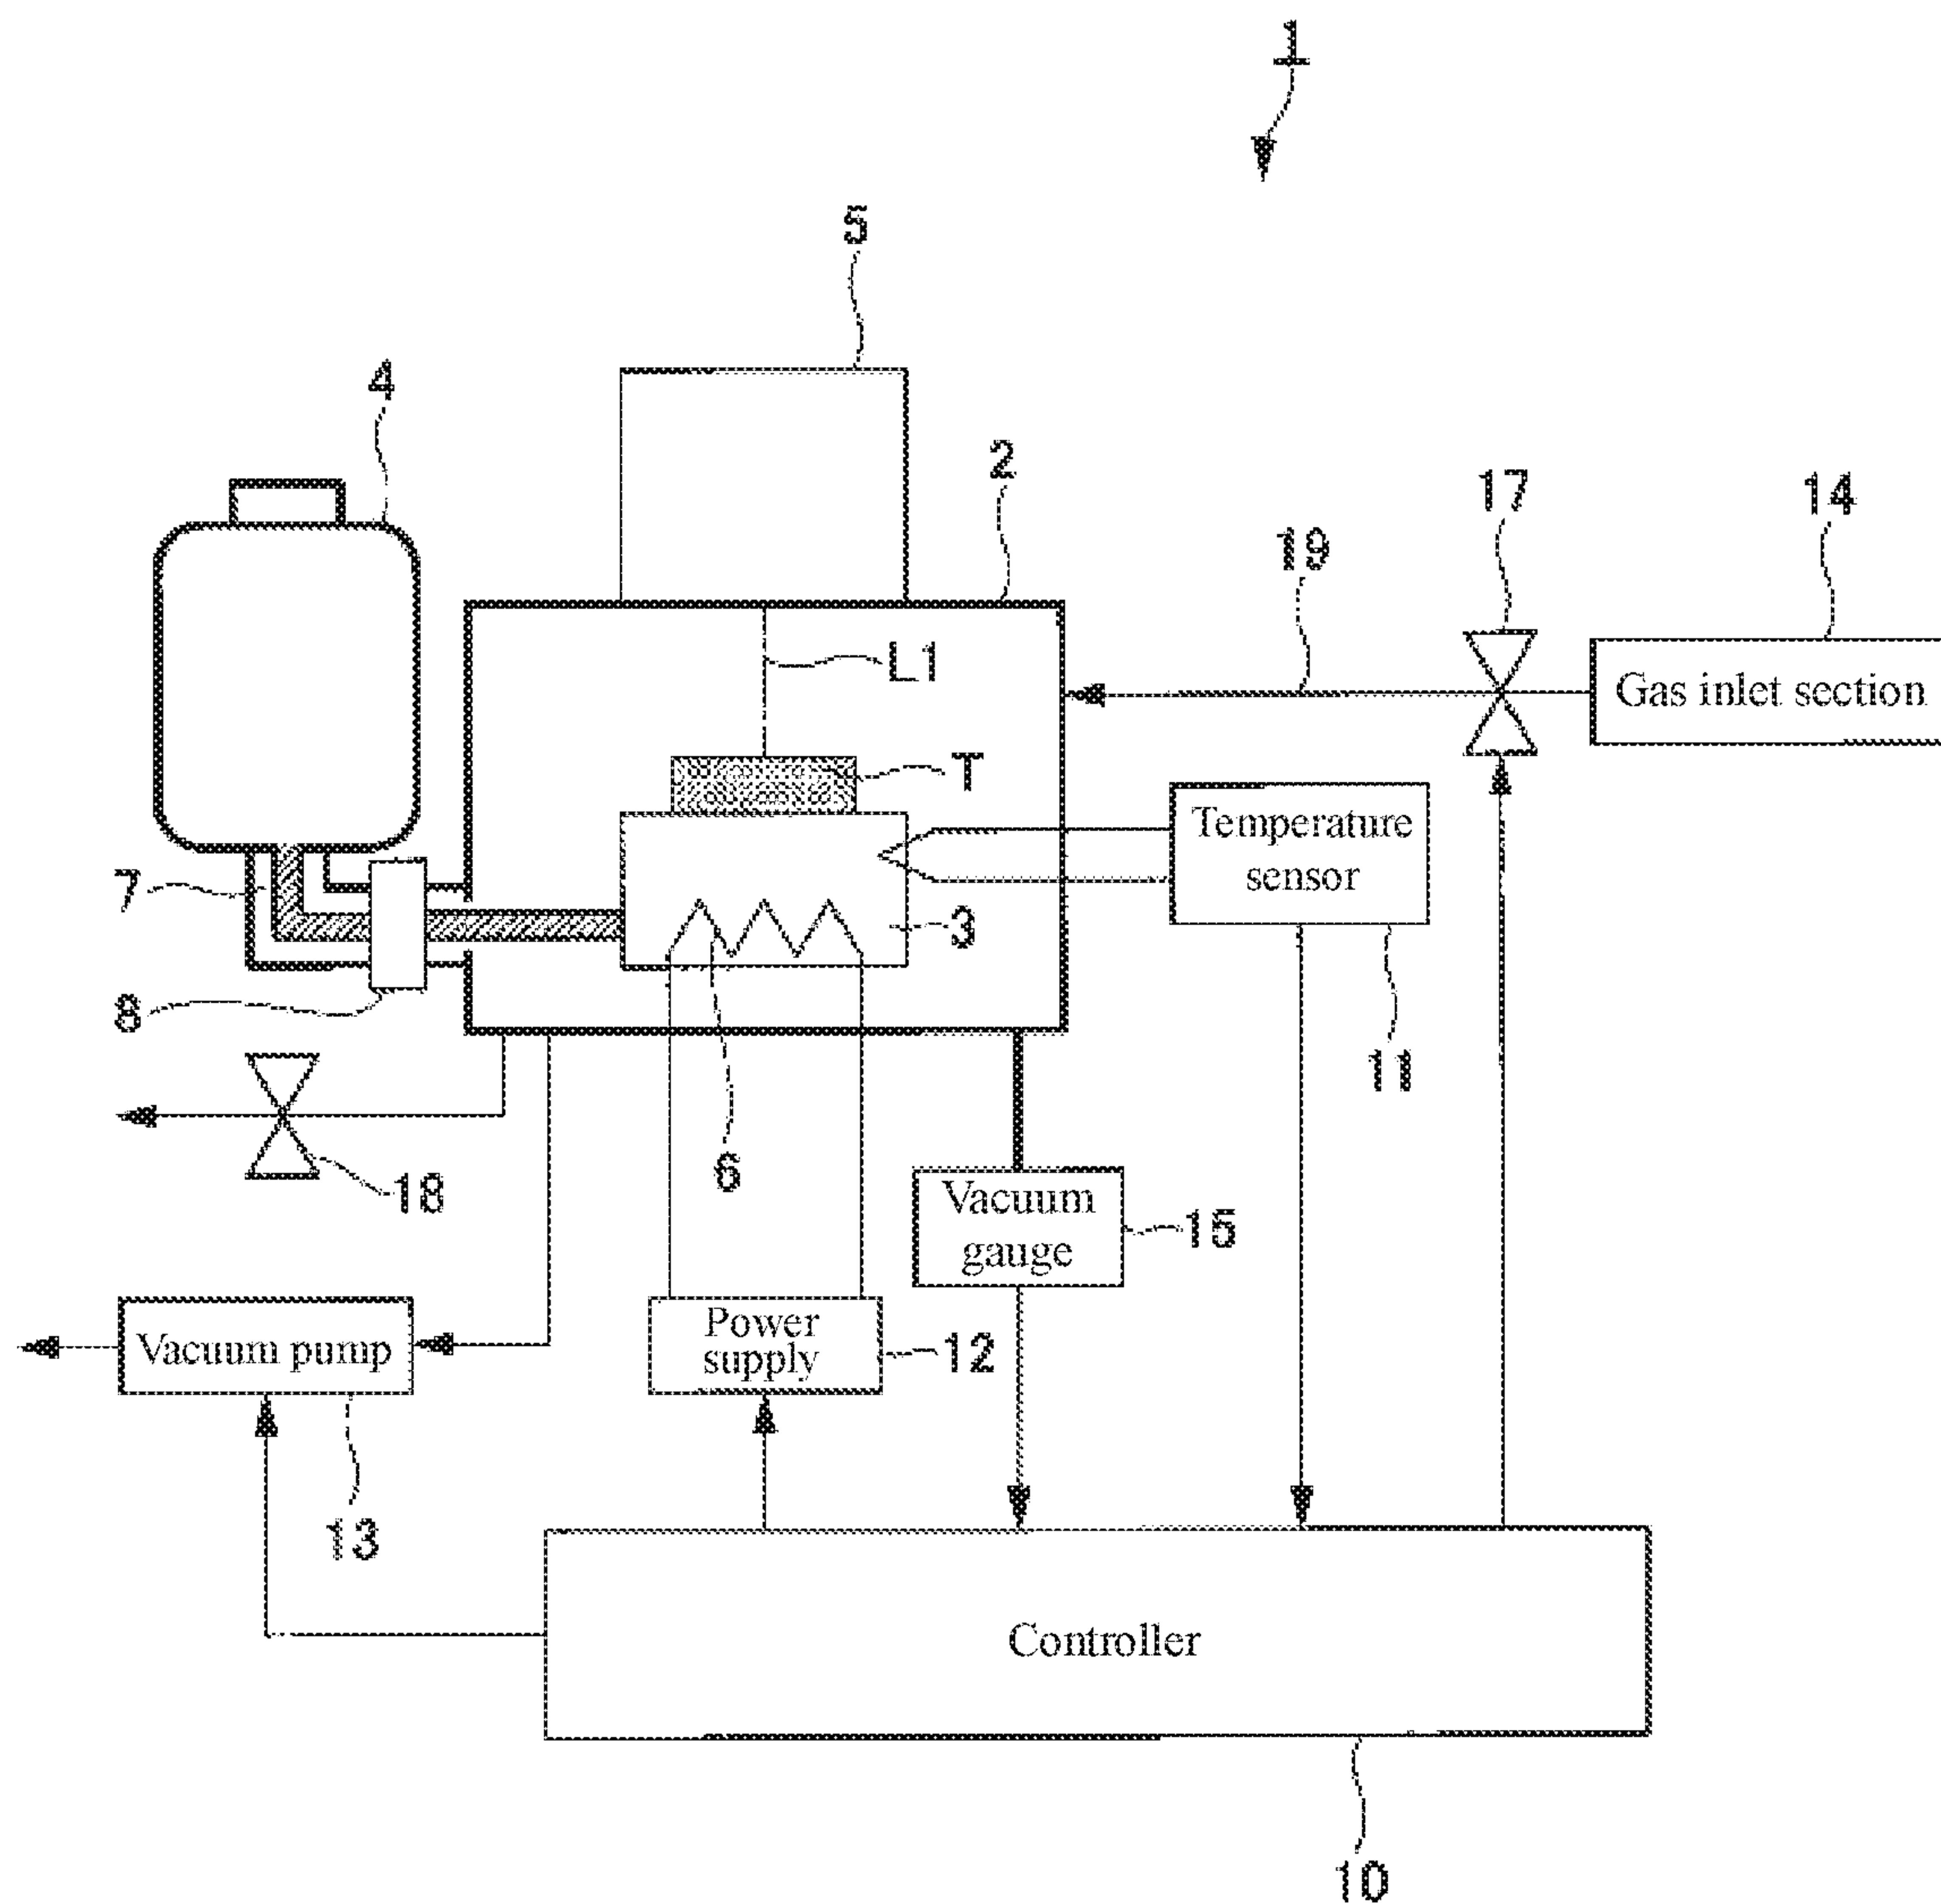 1
5
4
2
17
14
19
L1
Gas inlet section
T
Temperature
sensor
7
3
8
11
6
18
Vacuum
gauge
15
Power
supply
12
Vacuum pump
13
Controller
10